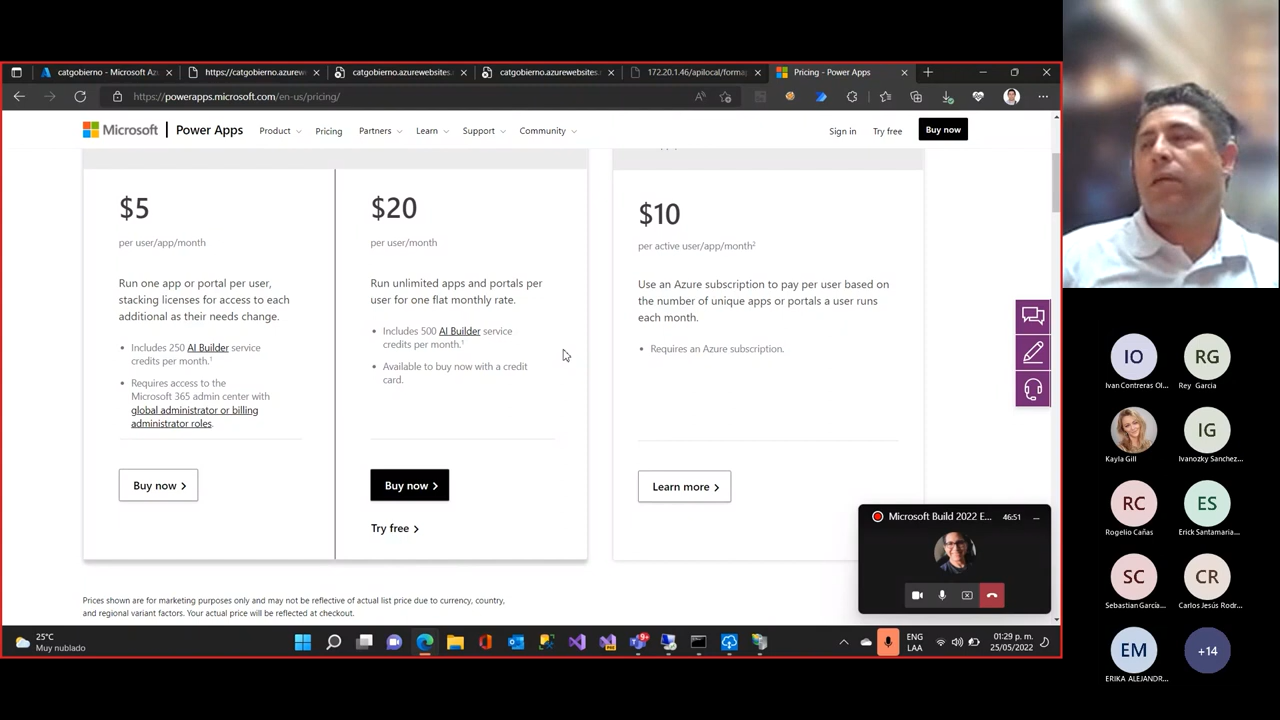 catgobierno - Microsoft Az
https://catgobierno.azurew
catgobierno.azurewebsites.
catgobierno.azurewebsites.
172.20.1.46/apilocal/forma
Pricing - Power Apps
https://powerapps.microsoft.com/en-us/pricing/
Microsoft
Power Apps
Product
Pricing
Partners
Learn
Support
Community
Sign in
Try free
Buy now
$5
per user/app/month
Run one app or portal per user,
stacking licenses for access to each
additional as their needs change.
• Includes 250 AI Builder service
credits per month.¹
• Requires access to the
Microsoft 365 admin center with
global administrator or billing
administrator roles.
Buy now
$20
per user/month
Run unlimited apps and portals per
user for one flat monthly rate.
• Includes 500 AI Builder service
credits per month.¹
• Available to buy now with a credit
card.
Buy now
Try free
$10
per active user/app/month²
Use an Azure subscription to pay per user based on
the number of unique apps or portals a user runs
each month.
• Requires an Azure subscription.
Learn more
Prices shown are for marketing purposes only and may not be reflective of actual list price due to currency, country,
and regional variant factors. Your actual price will be reflected at checkout.
Microsoft Build 2022 E...
46:51
25°C
Muy nublado
ENG
LAA
01:29 p. m.
25/05/2022
IO
Ivan Contreras Ol...
RG
Rey Garcia
Kayla Gill
IG
Ivanozky Sanchez...
RC
Rogelio Cañas
ES
Erick Santamaria...
SC
Sebastian García...
CR
Carlos Jesús Rodr...
EM
ERIKA ALEJANDR...
+14